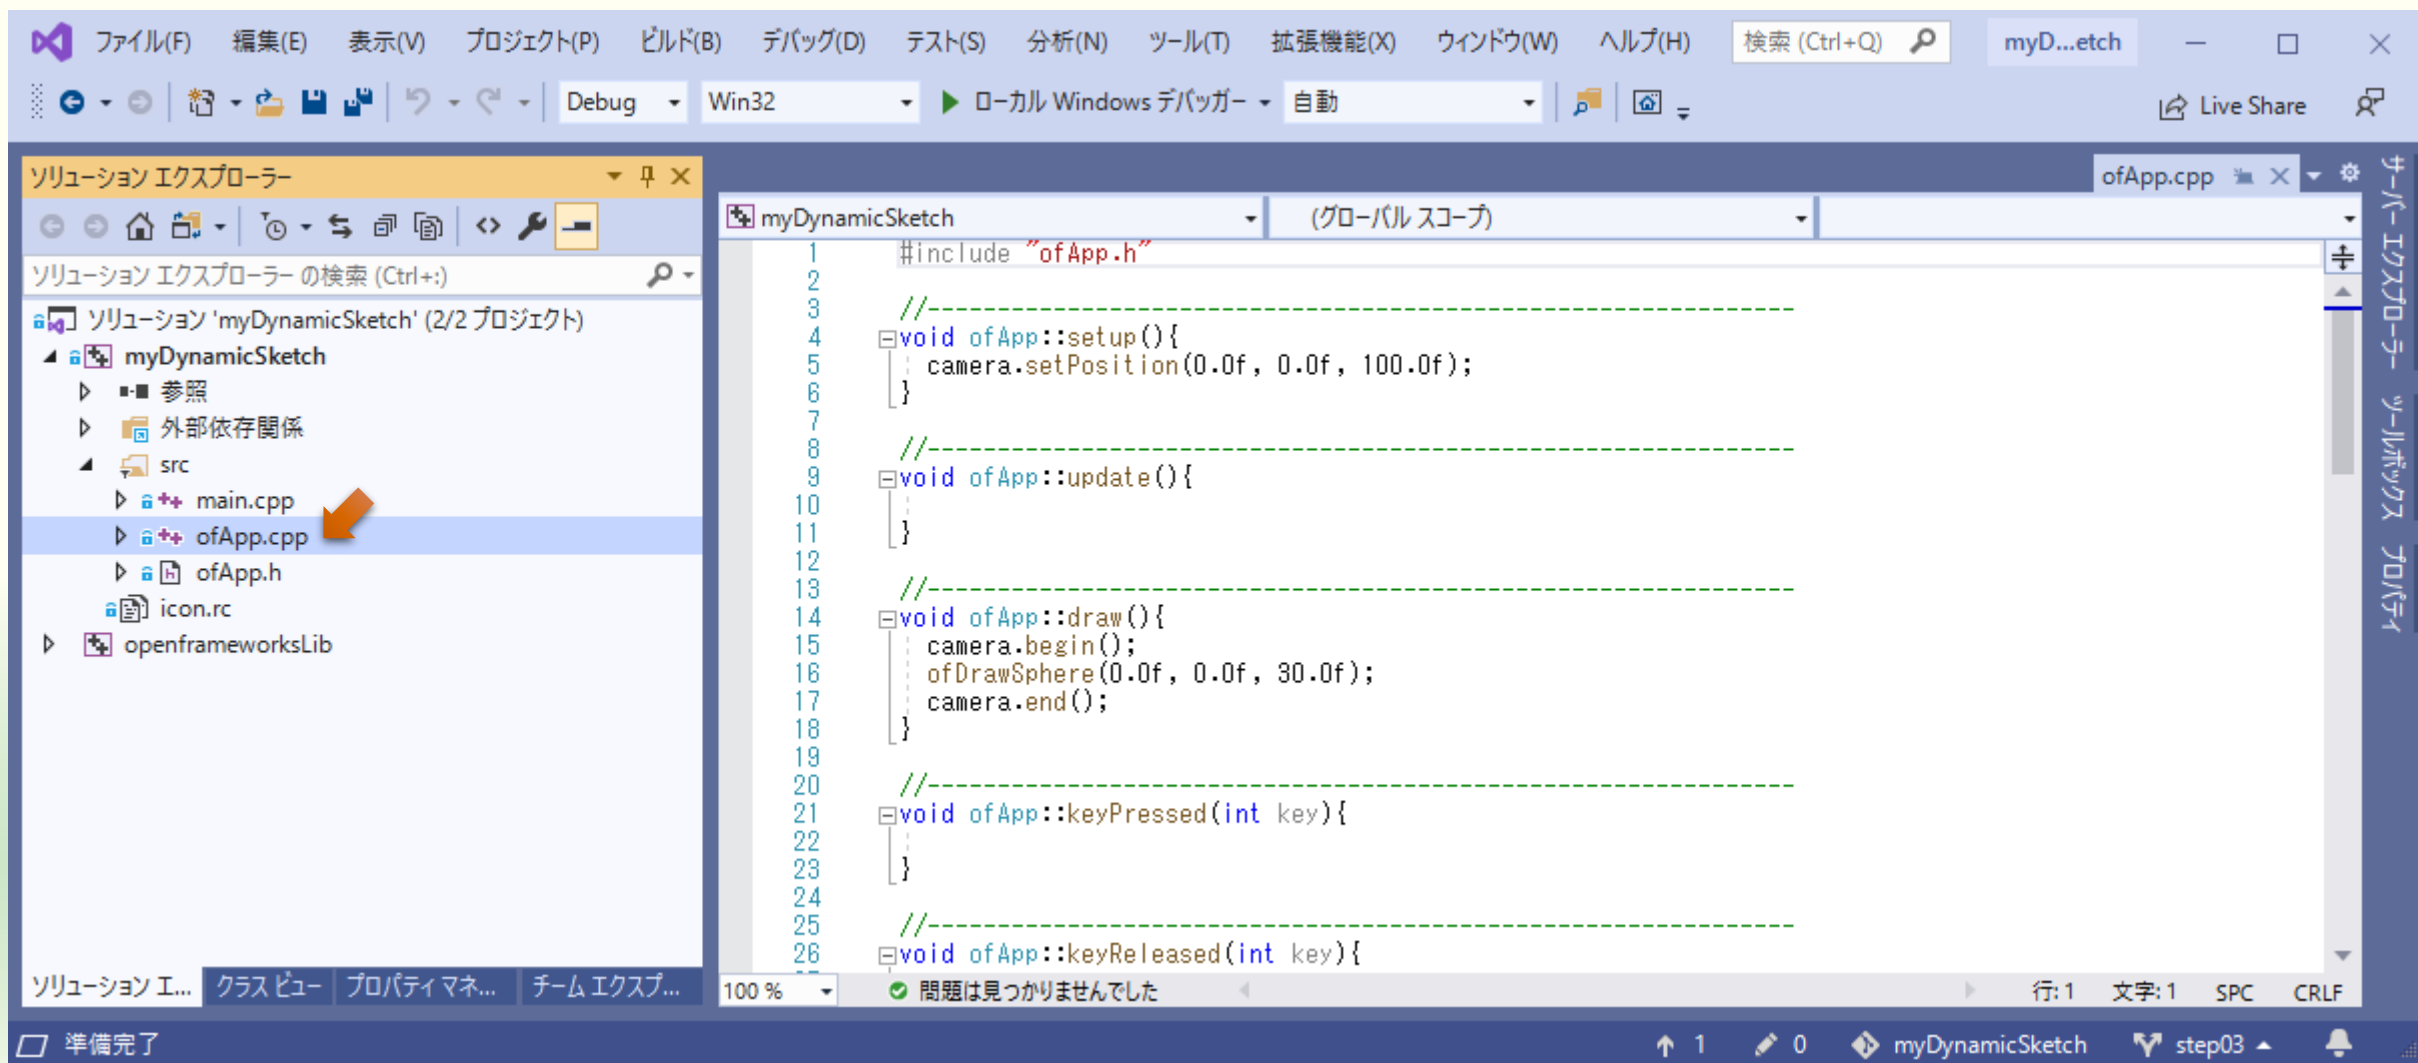 ファイル(F) 編集(E) 表示(V) プロジェクト(P) ビルド(B) デバッグ(D) テスト(S) 分析(N) ツール(T) 拡張機能(X) ウィンドウ(W) ヘルプ(H) 検索 (Ctrl+Q) myD...etch
Debug Win32 ローカル Windows デバッガー 自動 Live Share
ソリューション エクスプローラー
ソリューション エクスプローラー の検索 (Ctrl+:)
ソリューション 'myDynamicSketch' (2/2 プロジェクト)
myDynamicSketch
参照
外部依存関係
src
main.cpp
ofApp.cpp
ofApp.h
icon.rc
openframeworksLib
ソリューション エ... クラス ビュー プロパティ マネ... チーム エクスプ...
ofApp.cpp
myDynamicSketch (グローバル スコープ)
1 #include "ofApp.h"
2
3 //--------------------------------------------------------------
4 void ofApp::setup(){
5 camera.setPosition(0.0f, 0.0f, 100.0f);
6 }
7
8 //--------------------------------------------------------------
9 void ofApp::update(){
10
11 }
12
13 //--------------------------------------------------------------
14 void ofApp::draw(){
15 camera.begin();
16 ofDrawSphere(0.0f, 0.0f, 30.0f);
17 camera.end();
18 }
19
20 //--------------------------------------------------------------
21 void ofApp::keyPressed(int key){
22
23 }
24
25 //--------------------------------------------------------------
26 void ofApp::keyReleased(int key){
100 % 問題は見つかりませんでした 行: 1 文字: 1 SPC CRLF
サーバー エクスプローラー
ツールボックス
プロパティ
準備完了 1 0 myDynamicSketch step03